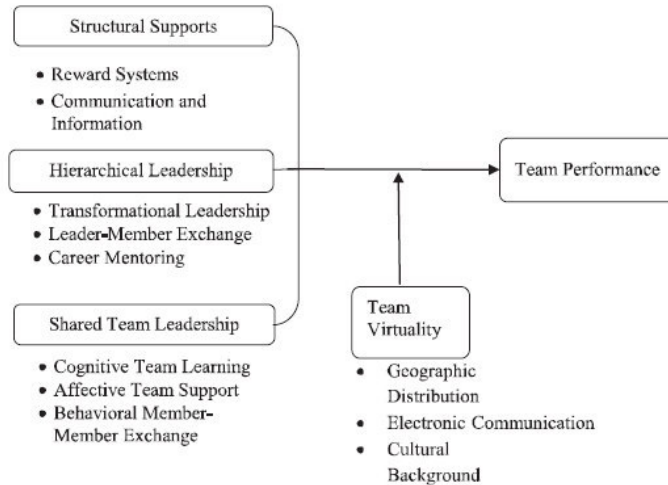 Structural Supports
• Reward Systems
• Communication and
Information
Hierarchical Leadership
• Transformational Leadership
• Leader-Member Exchange
• Career Mentoring
Shared Team Leadership
• Cognitive Team Learning
• Affective Team Support
• Behavioral Member-
Member Exchange
Team Performance
Team
Virtuality
• Geographic
Distribution
• Electronic Communication
• Cultural
Background